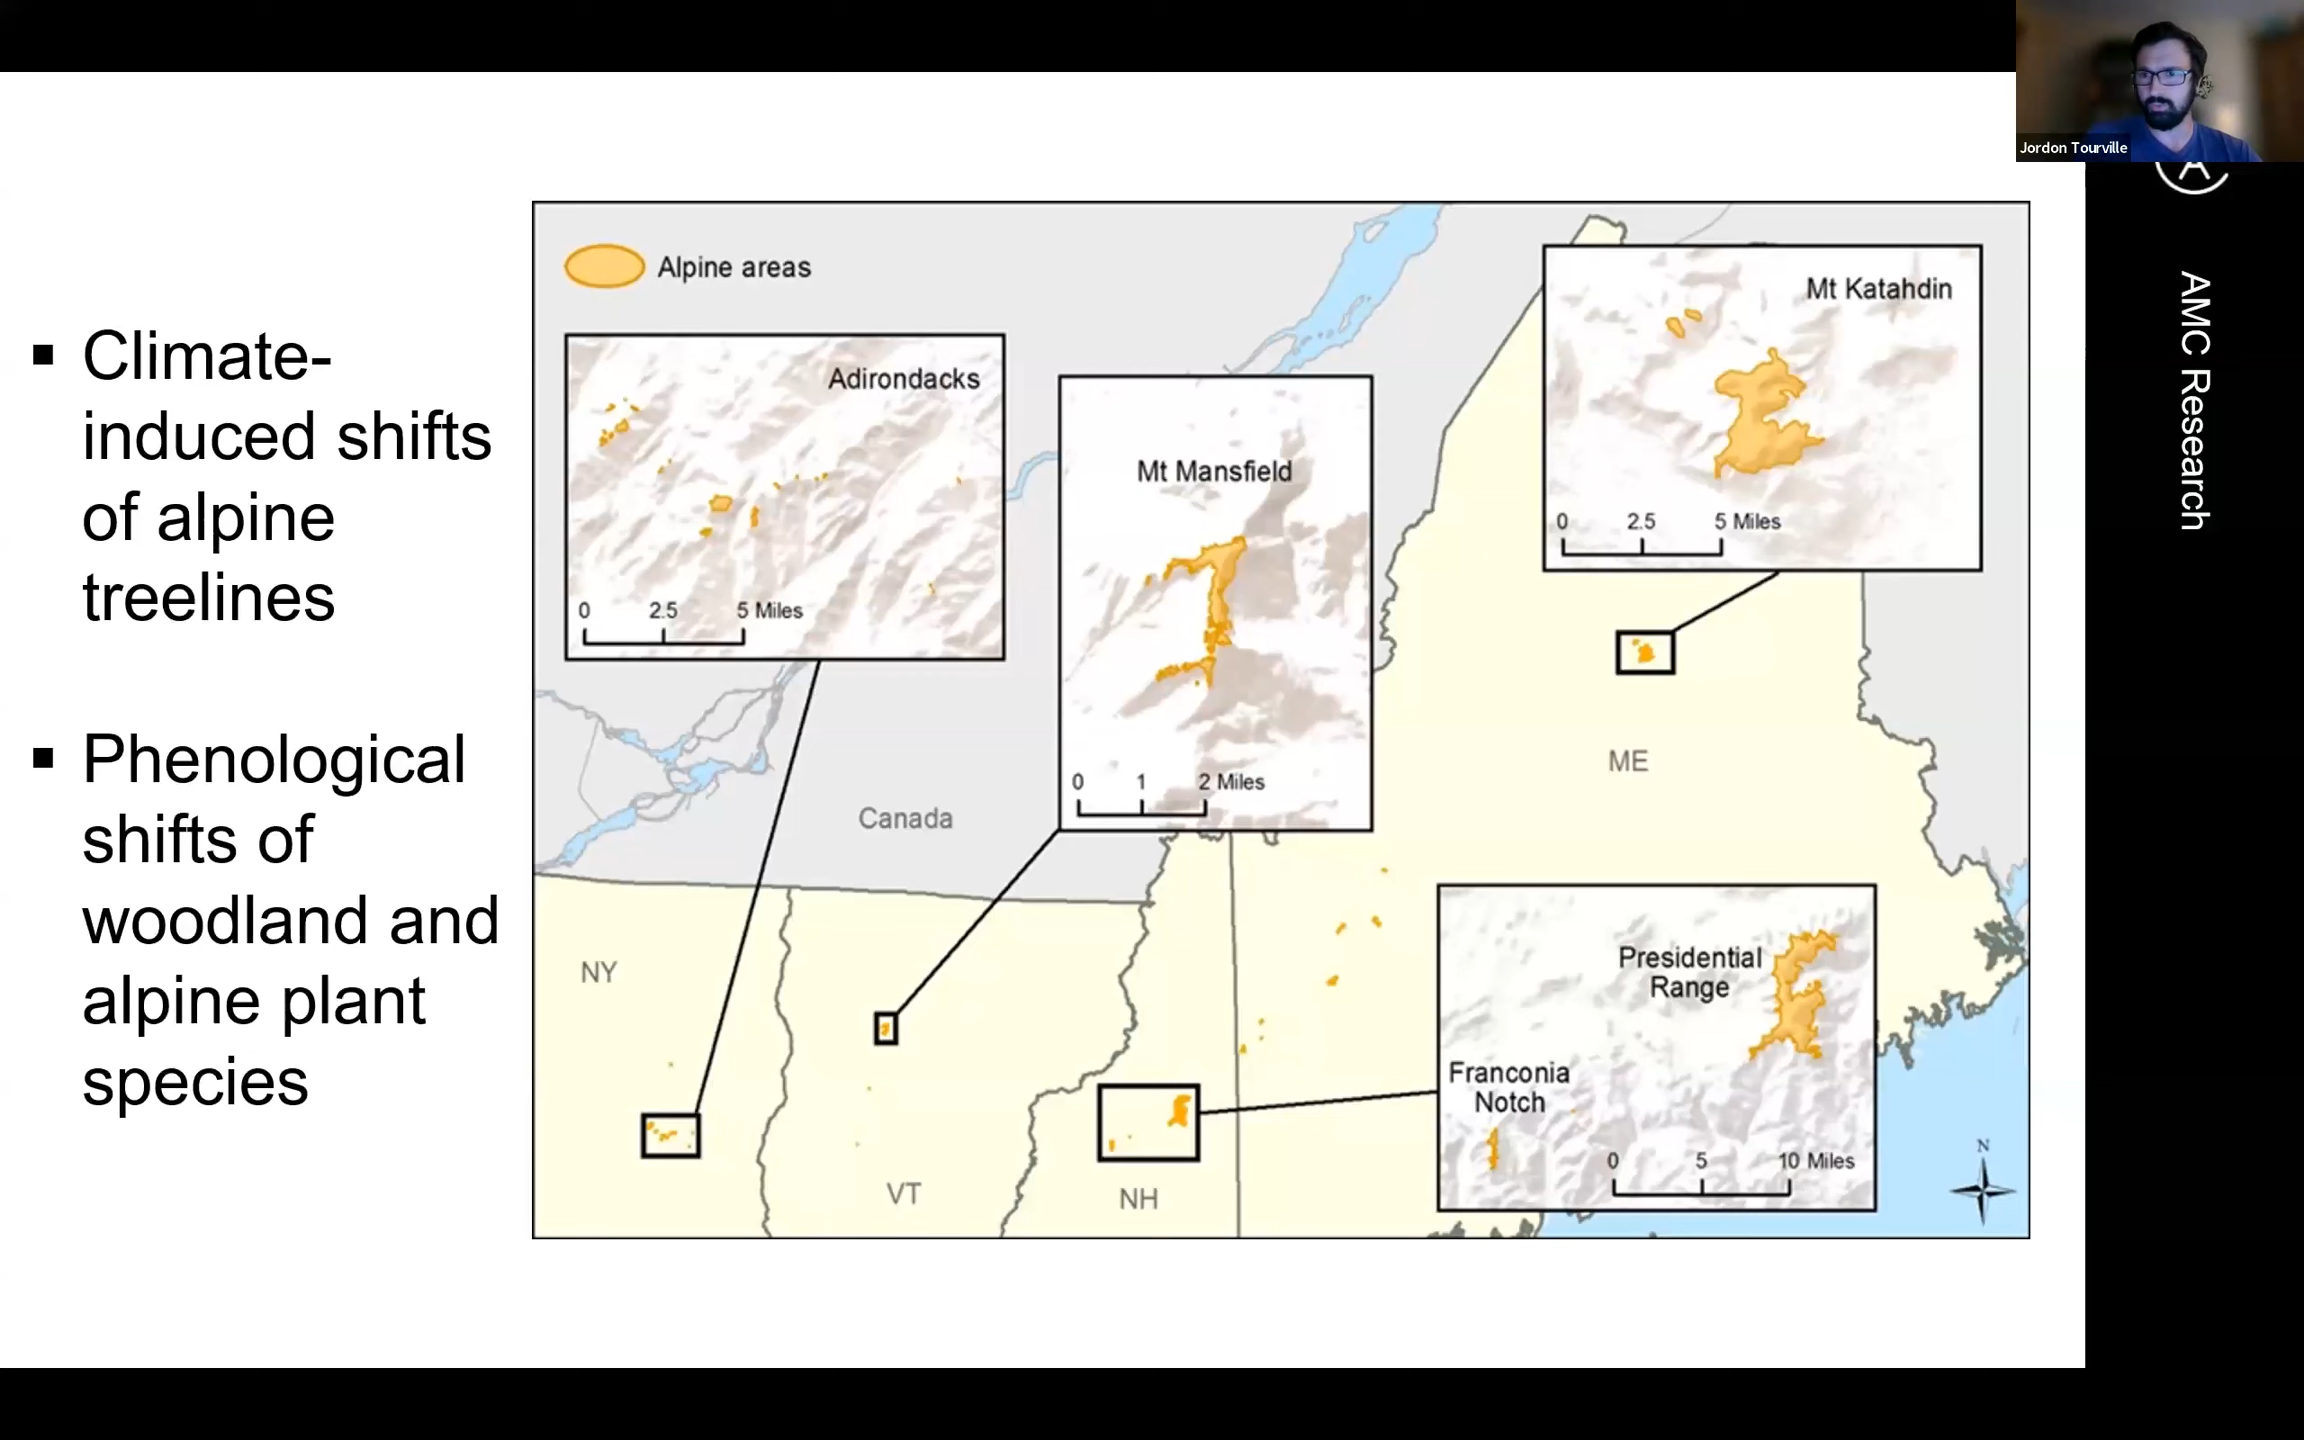 Jordon Tourville
AMC Research
▪ Climate-
induced shifts
of alpine
treelines
▪ Phenological
shifts of
woodland and
alpine plant
species
Alpine areas
Adirondacks
0 2.5 5 Miles
Mt Mansfield
0 1 2 Miles
Mt Katahdin
0 2.5 5 Miles
Canada
ME
NY
VT
NH
Presidential
Range
Franconia
Notch
0 5 10 Miles
N